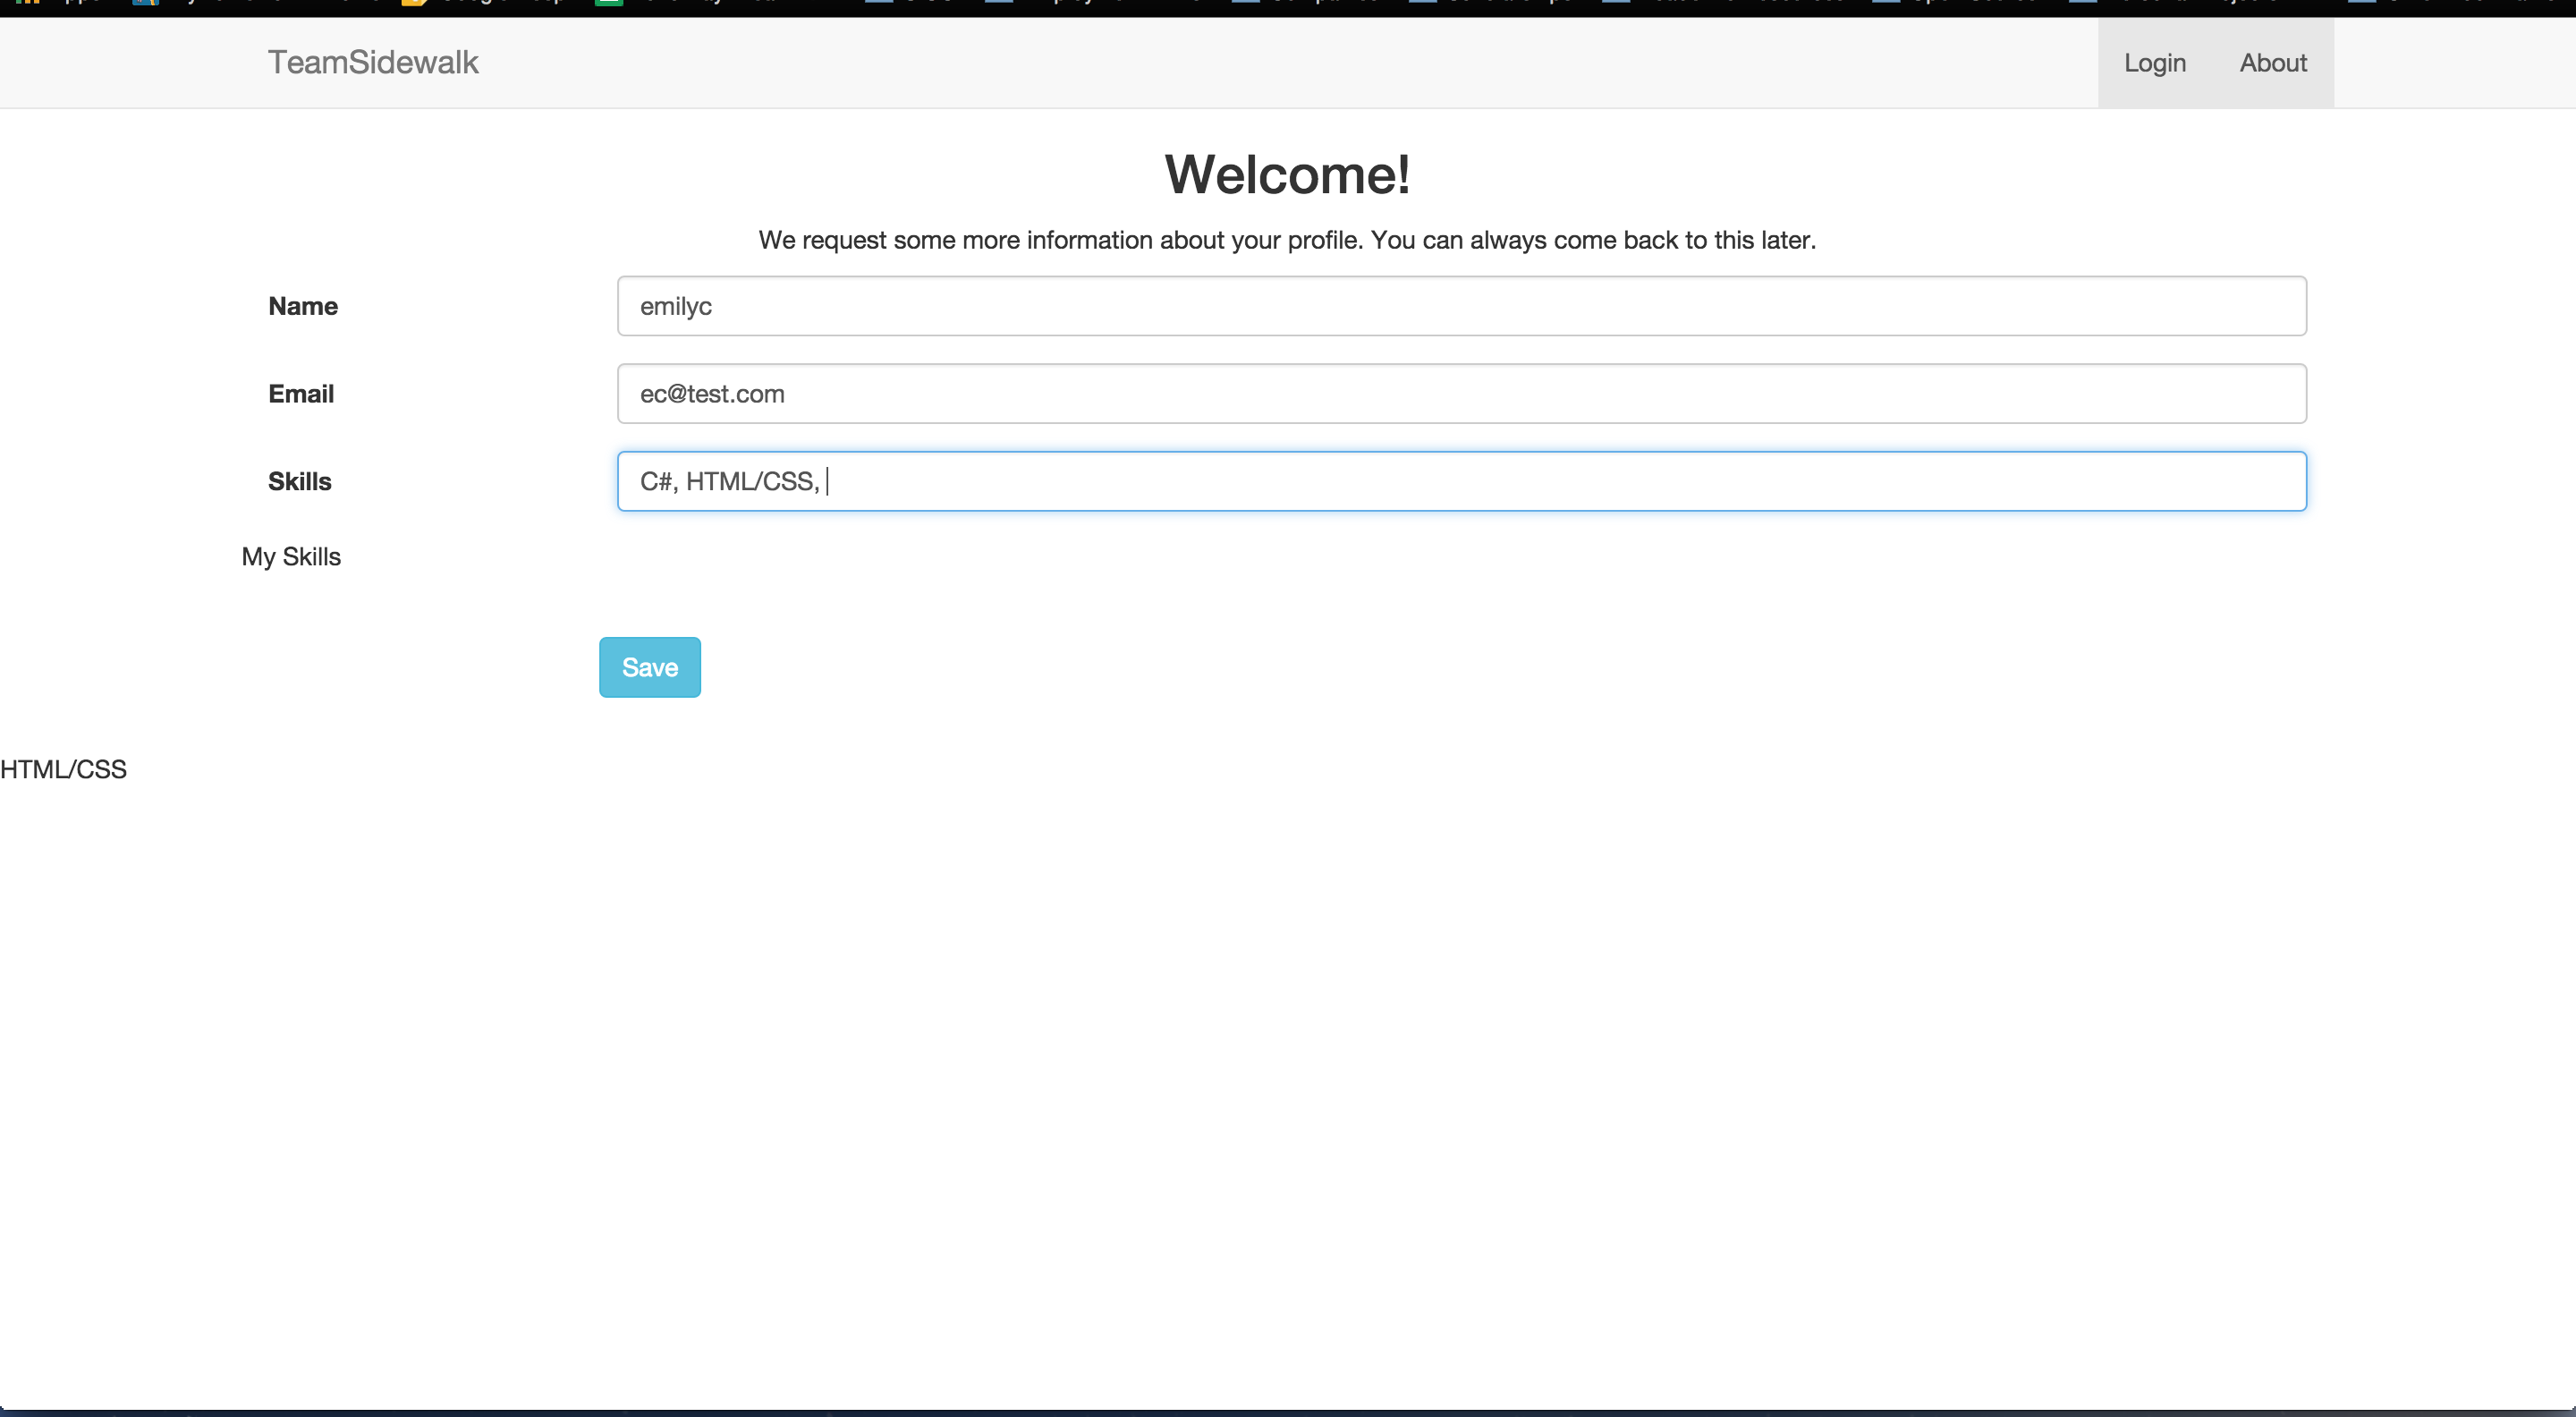 TeamSidewalk Login About
Welcome!
We request some more information about your profile. You can always come back to this later.
Name emilyc
Email ec@test.com
Skills C#, HTML/CSS,
My Skills
Save
HTML/CSS